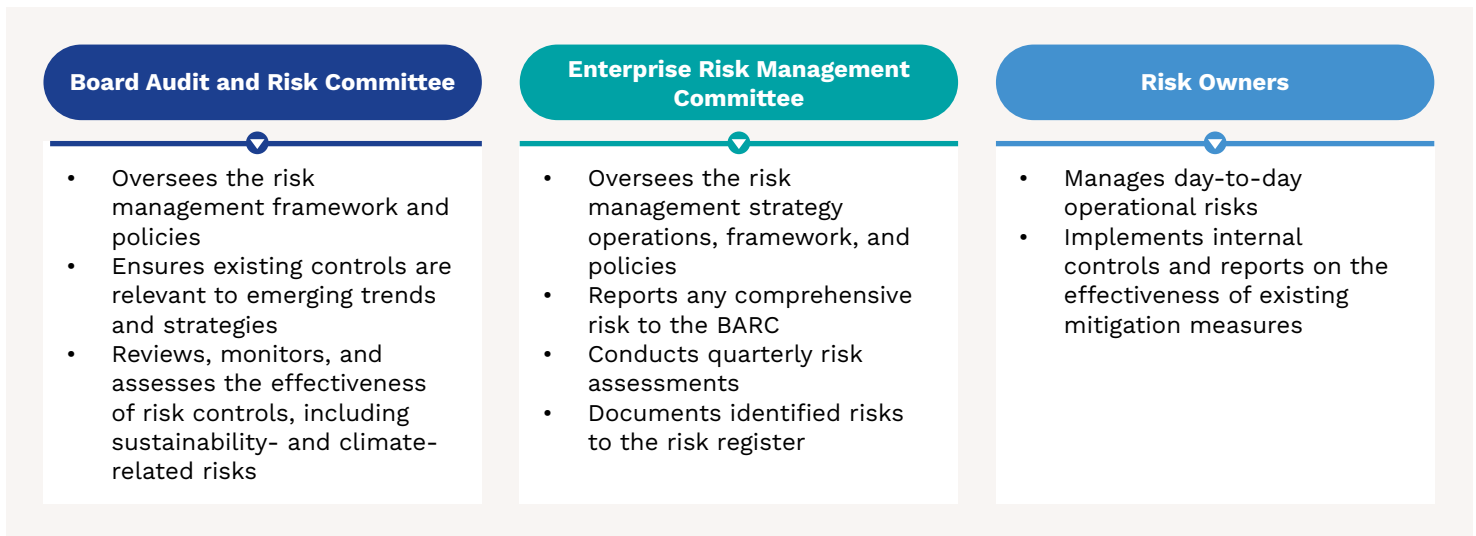 Board Audit and Risk Committee
• Oversees the risk
management framework and
policies
• Ensures existing controls are
relevant to emerging trends
and strategies
• Reviews, monitors, and
assesses the effectiveness
of risk controls, including
sustainability- and climate-
related risks
Enterprise Risk Management
Committee
• Oversees the risk
management strategy
operations, framework, and
policies
• Reports any comprehensive
risk to the BARC
• Conducts quarterly risk
assessments
• Documents identified risks
to the risk register
Risk Owners
• Manages day-to-day
operational risks
• Implements internal
controls and reports on the
effectiveness of existing
mitigation measures